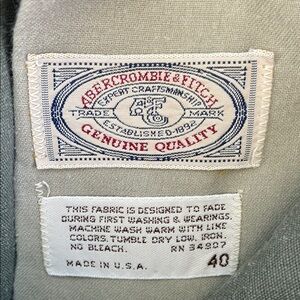 ABERCROMBIE & FITCH
EXPERT CRAFTSMANSHIP
A&F Co
TRADE MARK
ESTABLISHED 1892
GENUINE QUALITY
THIS FABRIC IS DESIGNED TO FADE
DURING FIRST WASHING & WEARINGS.
MACHINE WASH WARM WITH LIKE
COLORS. TUMBLE DRY LOW. IRON.
NO BLEACH. RN 34907
MADE IN U.S.A. 40